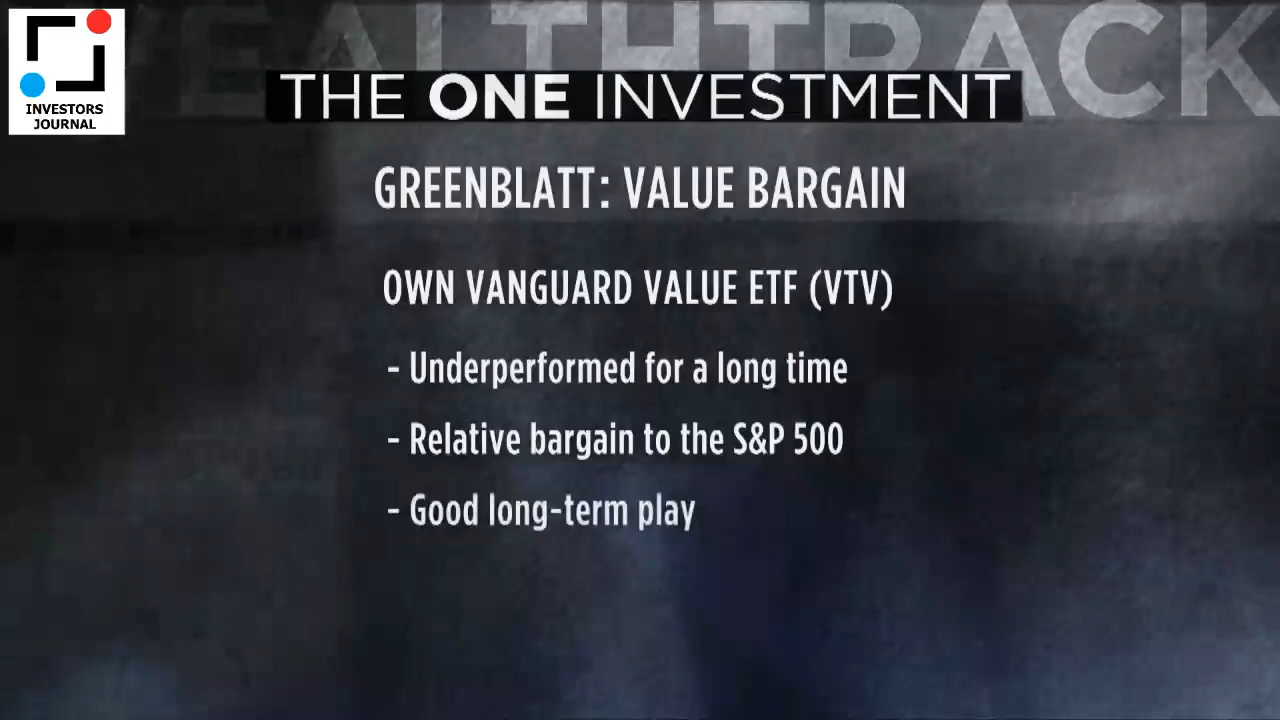 WEALTHTRACK
INVESTORS
JOURNAL
THE ONE INVESTMENT
GREENBLATT: VALUE BARGAIN
OWN VANGUARD VALUE ETF (VTV)
- Underperformed for a long time
- Relative bargain to the S&P 500
- Good long-term play